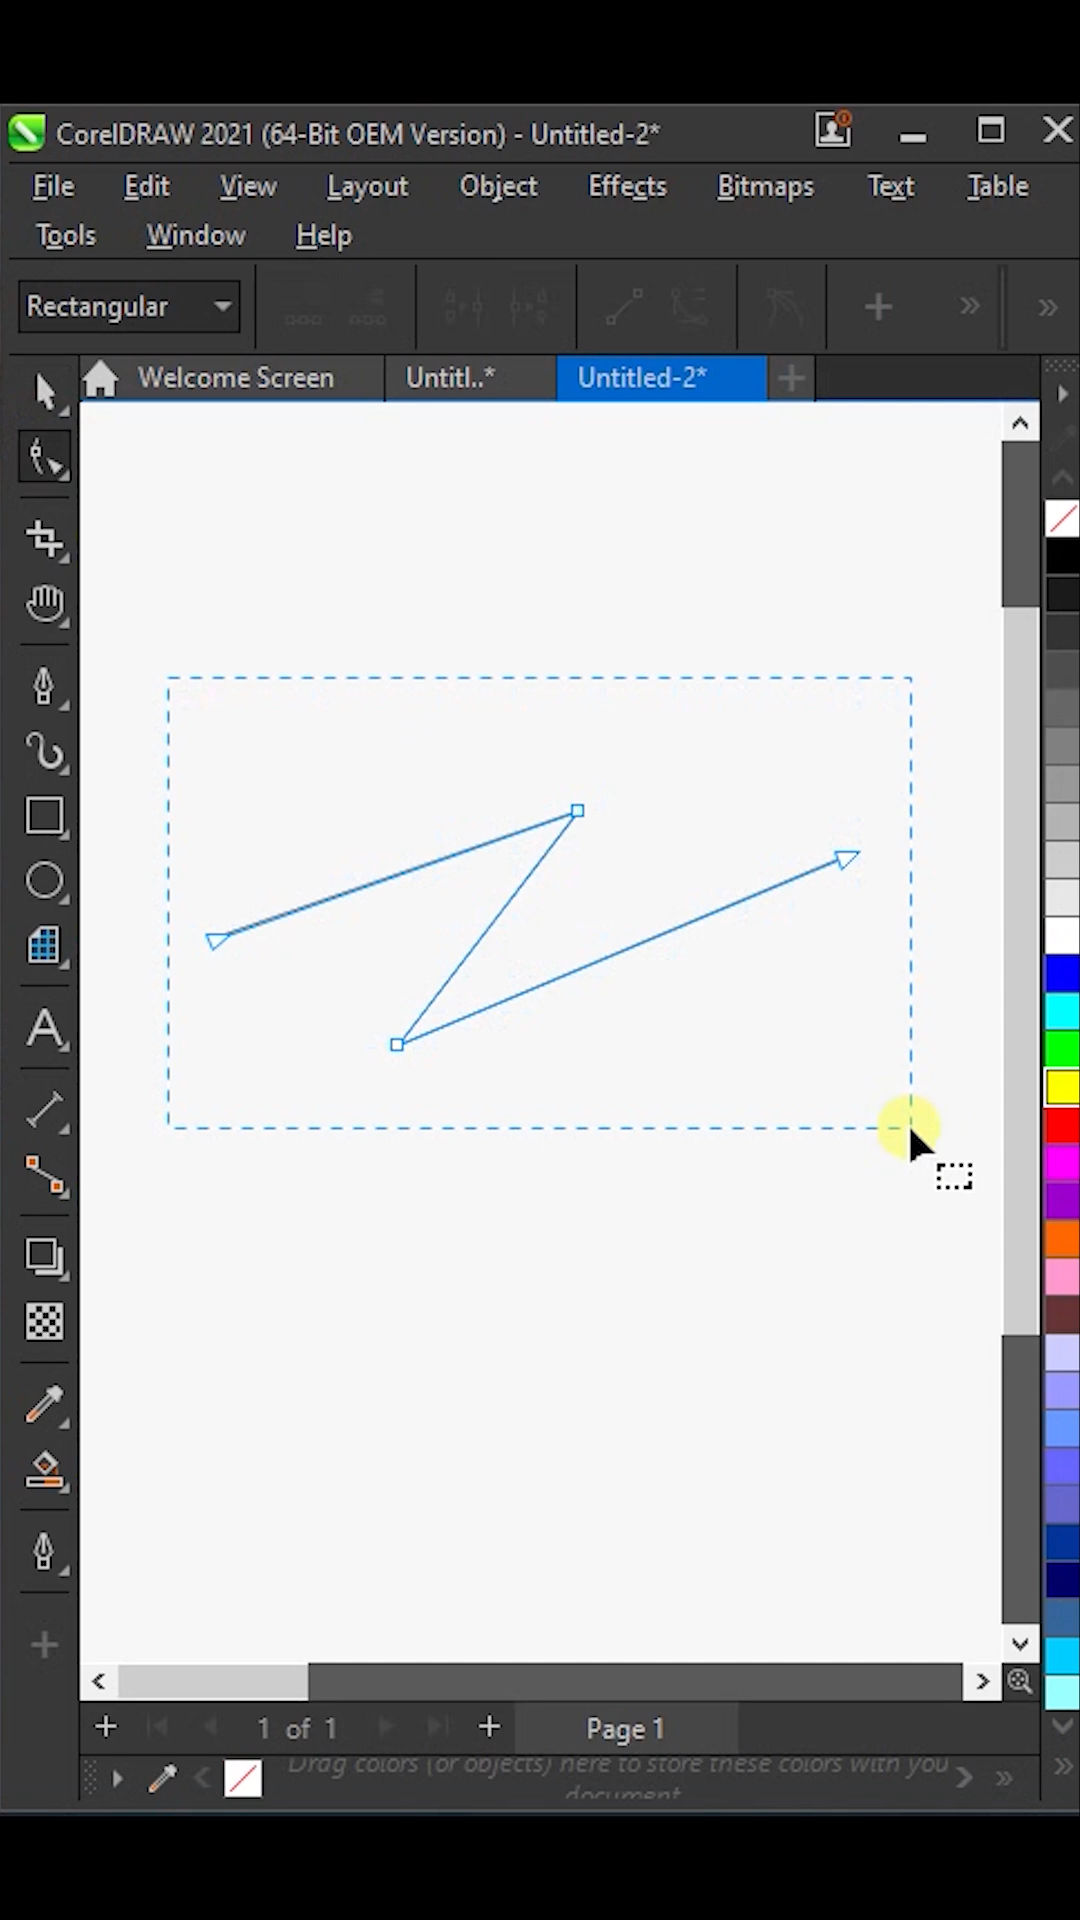 CorelDRAW 2021 (64-Bit OEM Version) - Untitled-2*
File Edit View Layout Object Effects Bitmaps Text Table
Tools Window Help
Rectangular
Welcome Screen Untitl..* Untitled-2*
1 of 1 Page 1
Drag colors (or objects) here to store these colors with you
document